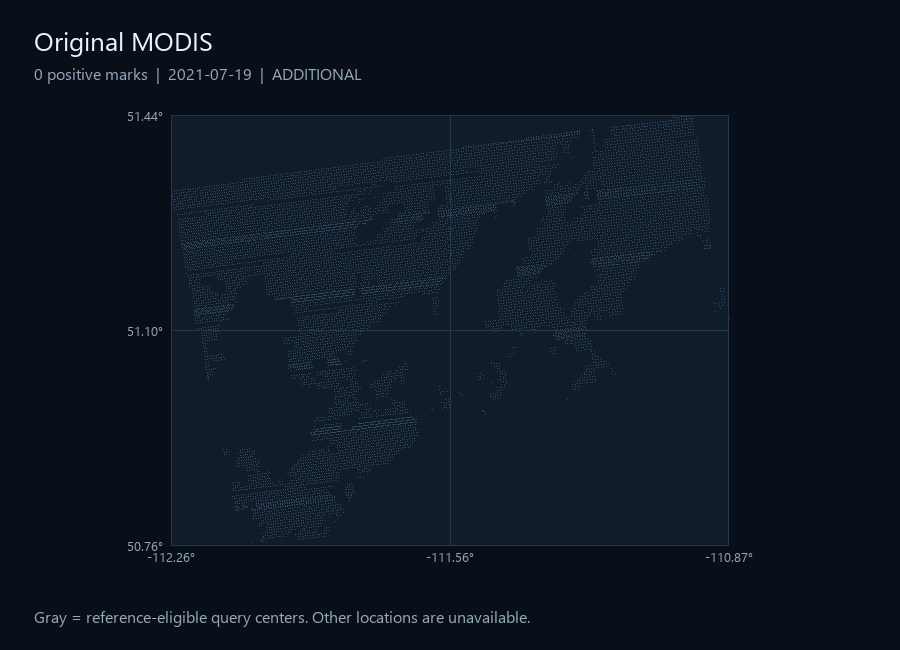 Original MODIS
0 positive marks | 2021-07-19 | ADDITIONAL
51.44°
51.10°
50.76°
-112.26°
-111.56°
-110.87°
Gray = reference-eligible query centers. Other locations are unavailable.